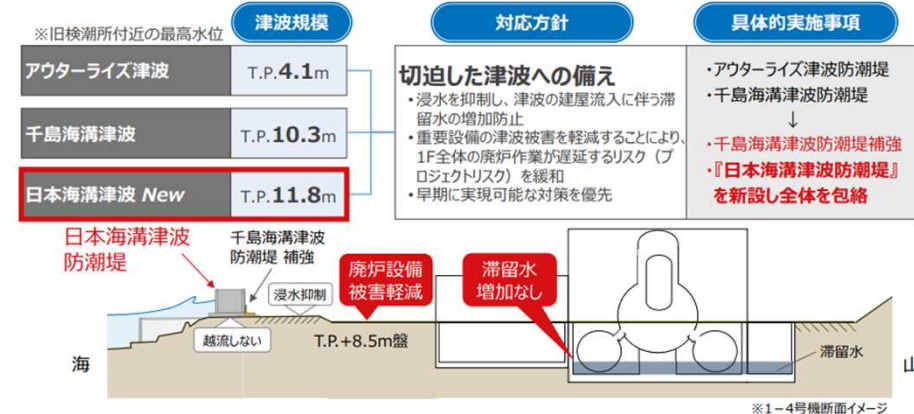 ※旧検潮所付近の最高水位
津波規模
対応方針
具体的実施事項
アウターライズ津波
T.P.4.1m
千島海溝津波
T.P.10.3m
日本海溝津波 New
T.P.11.8m
切迫した津波への備え
・浸水を抑制し、津波の建屋流入に伴う滞
留水の増加防止
・重要設備の津波被害を軽減することにより、
1F全体の廃炉作業が遅延するリスク（プ
ロジェクトリスク）を緩和
・早期に実現可能な対策を優先
・アウターライズ津波防潮堤
・千島海溝津波防潮堤
↓
・千島海溝津波防潮堤補強
・『日本海溝津波防潮堤』
を新設し全体を包絡
日本海溝津波
防潮堤
千島海溝津波
防潮堤 補強
浸水抑制
廃炉設備
被害軽減
滞留水
増加なし
越流しない
T.P.+8.5m盤
滞留水
海
山
※1－4号機断面イメージ